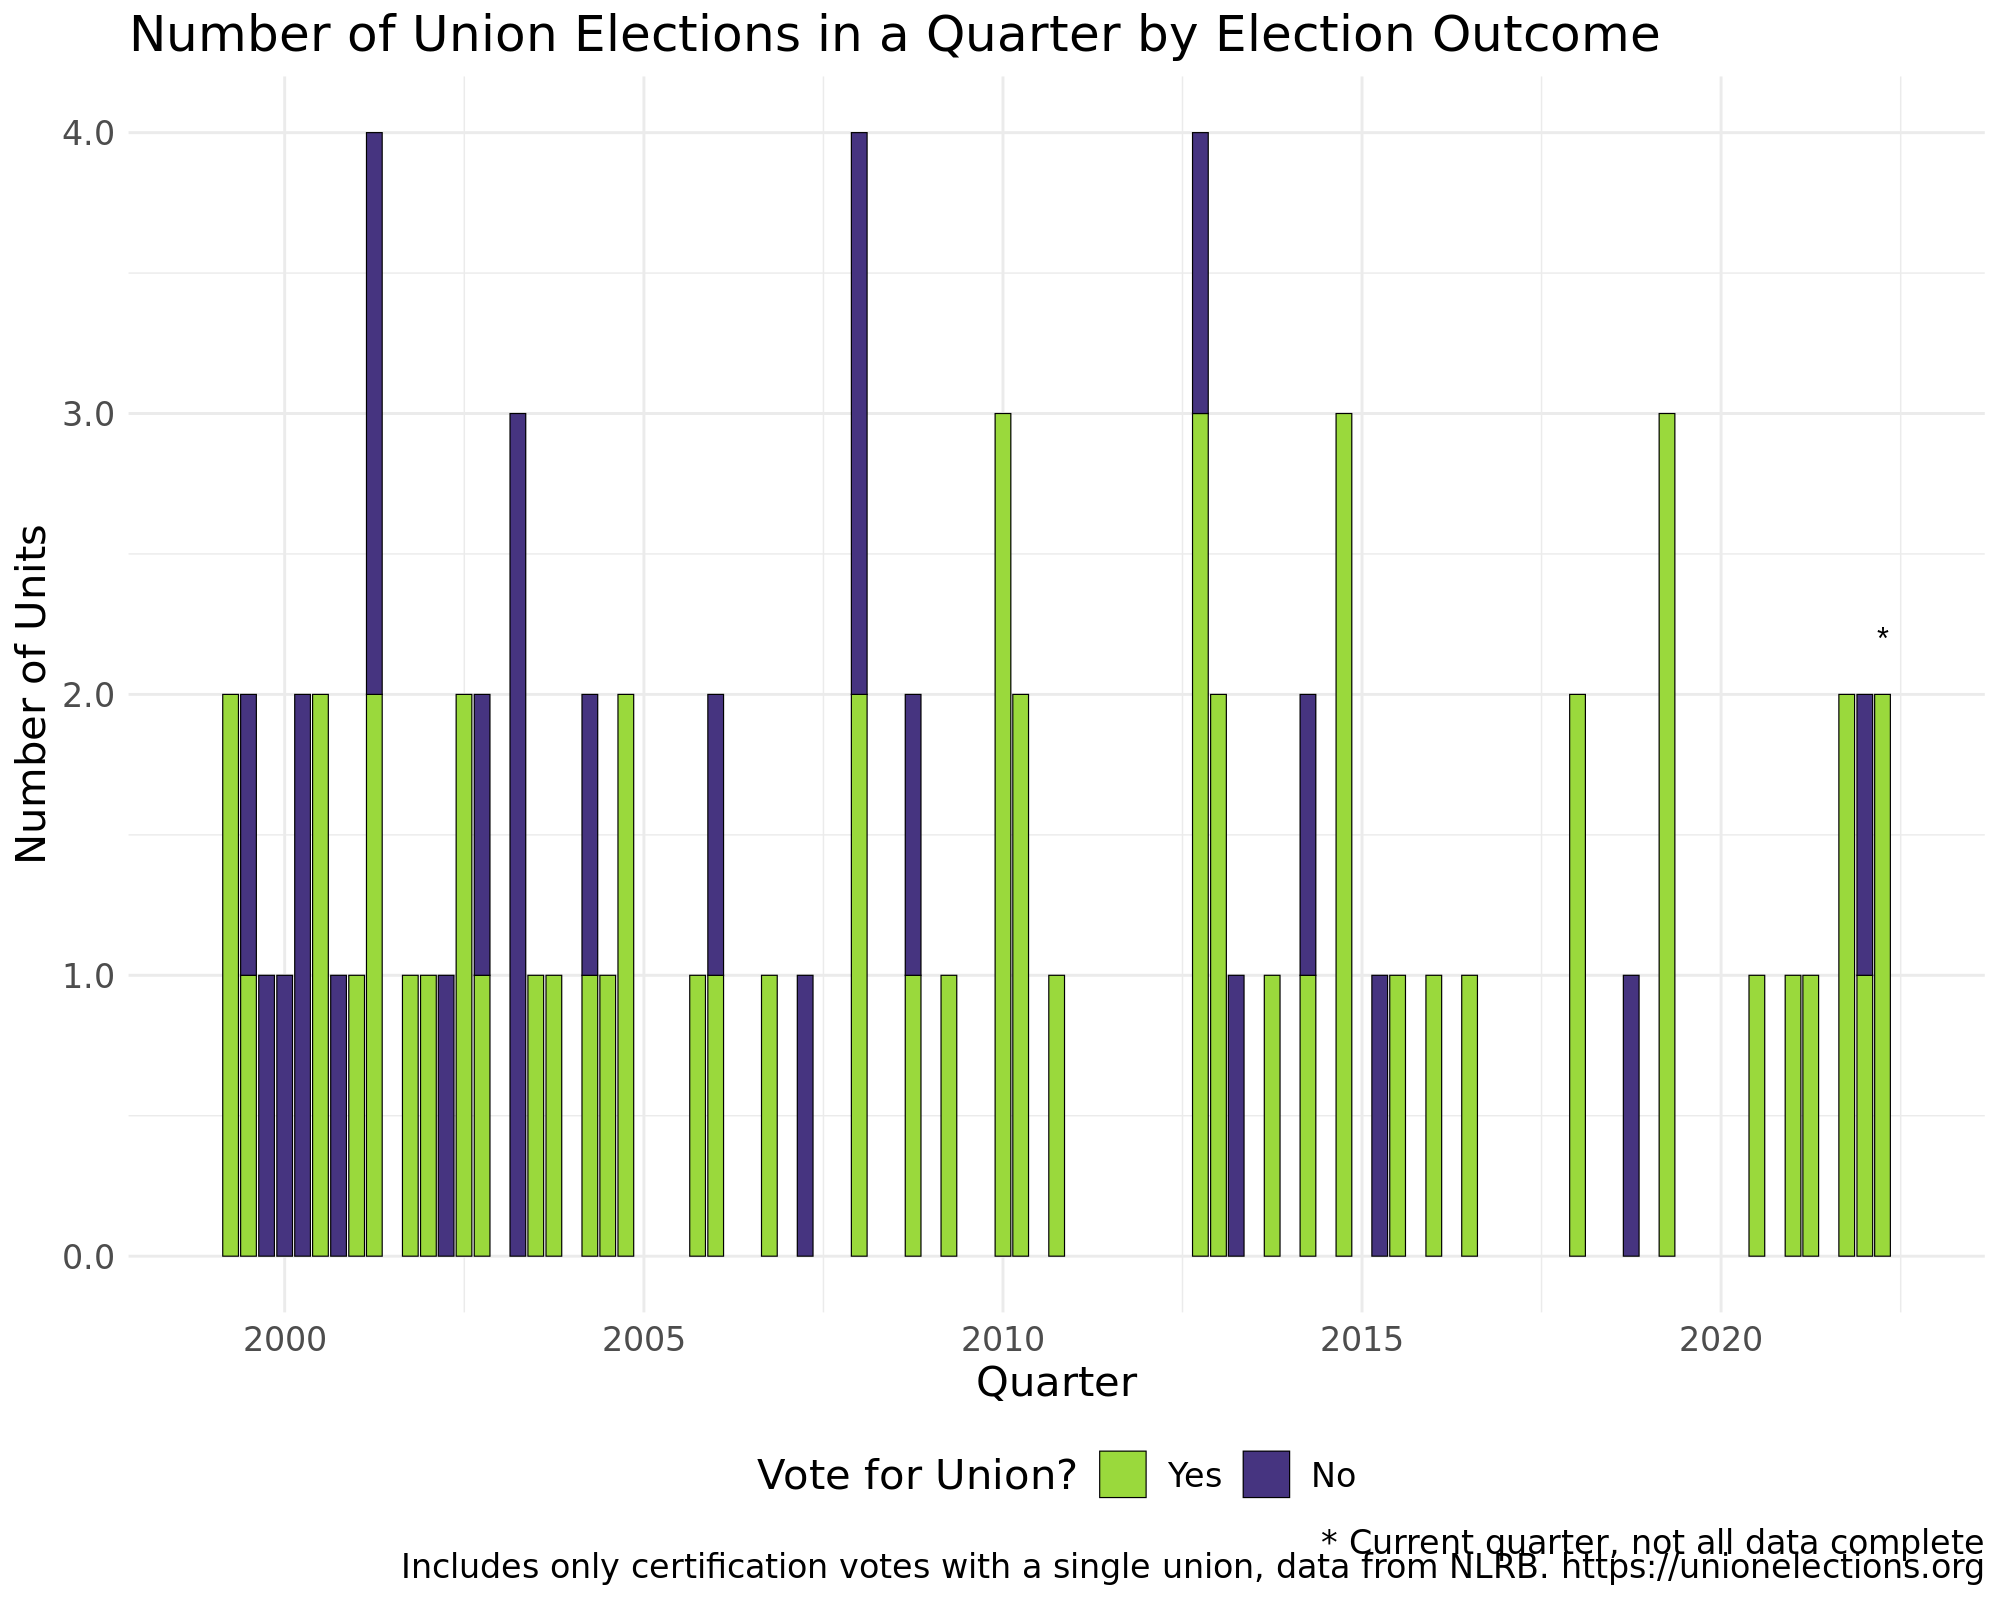 Number of Union Elections in a Quarter by Election Outcome
4.0
3.0
2.0
1.0
0.0
Number of Units
*
2000 2005 2010 2015 2020
Quarter
Vote for Union? Yes No
* Current quarter, not all data complete
Includes only certification votes with a single union, data from NLRB. https://unionelections.org